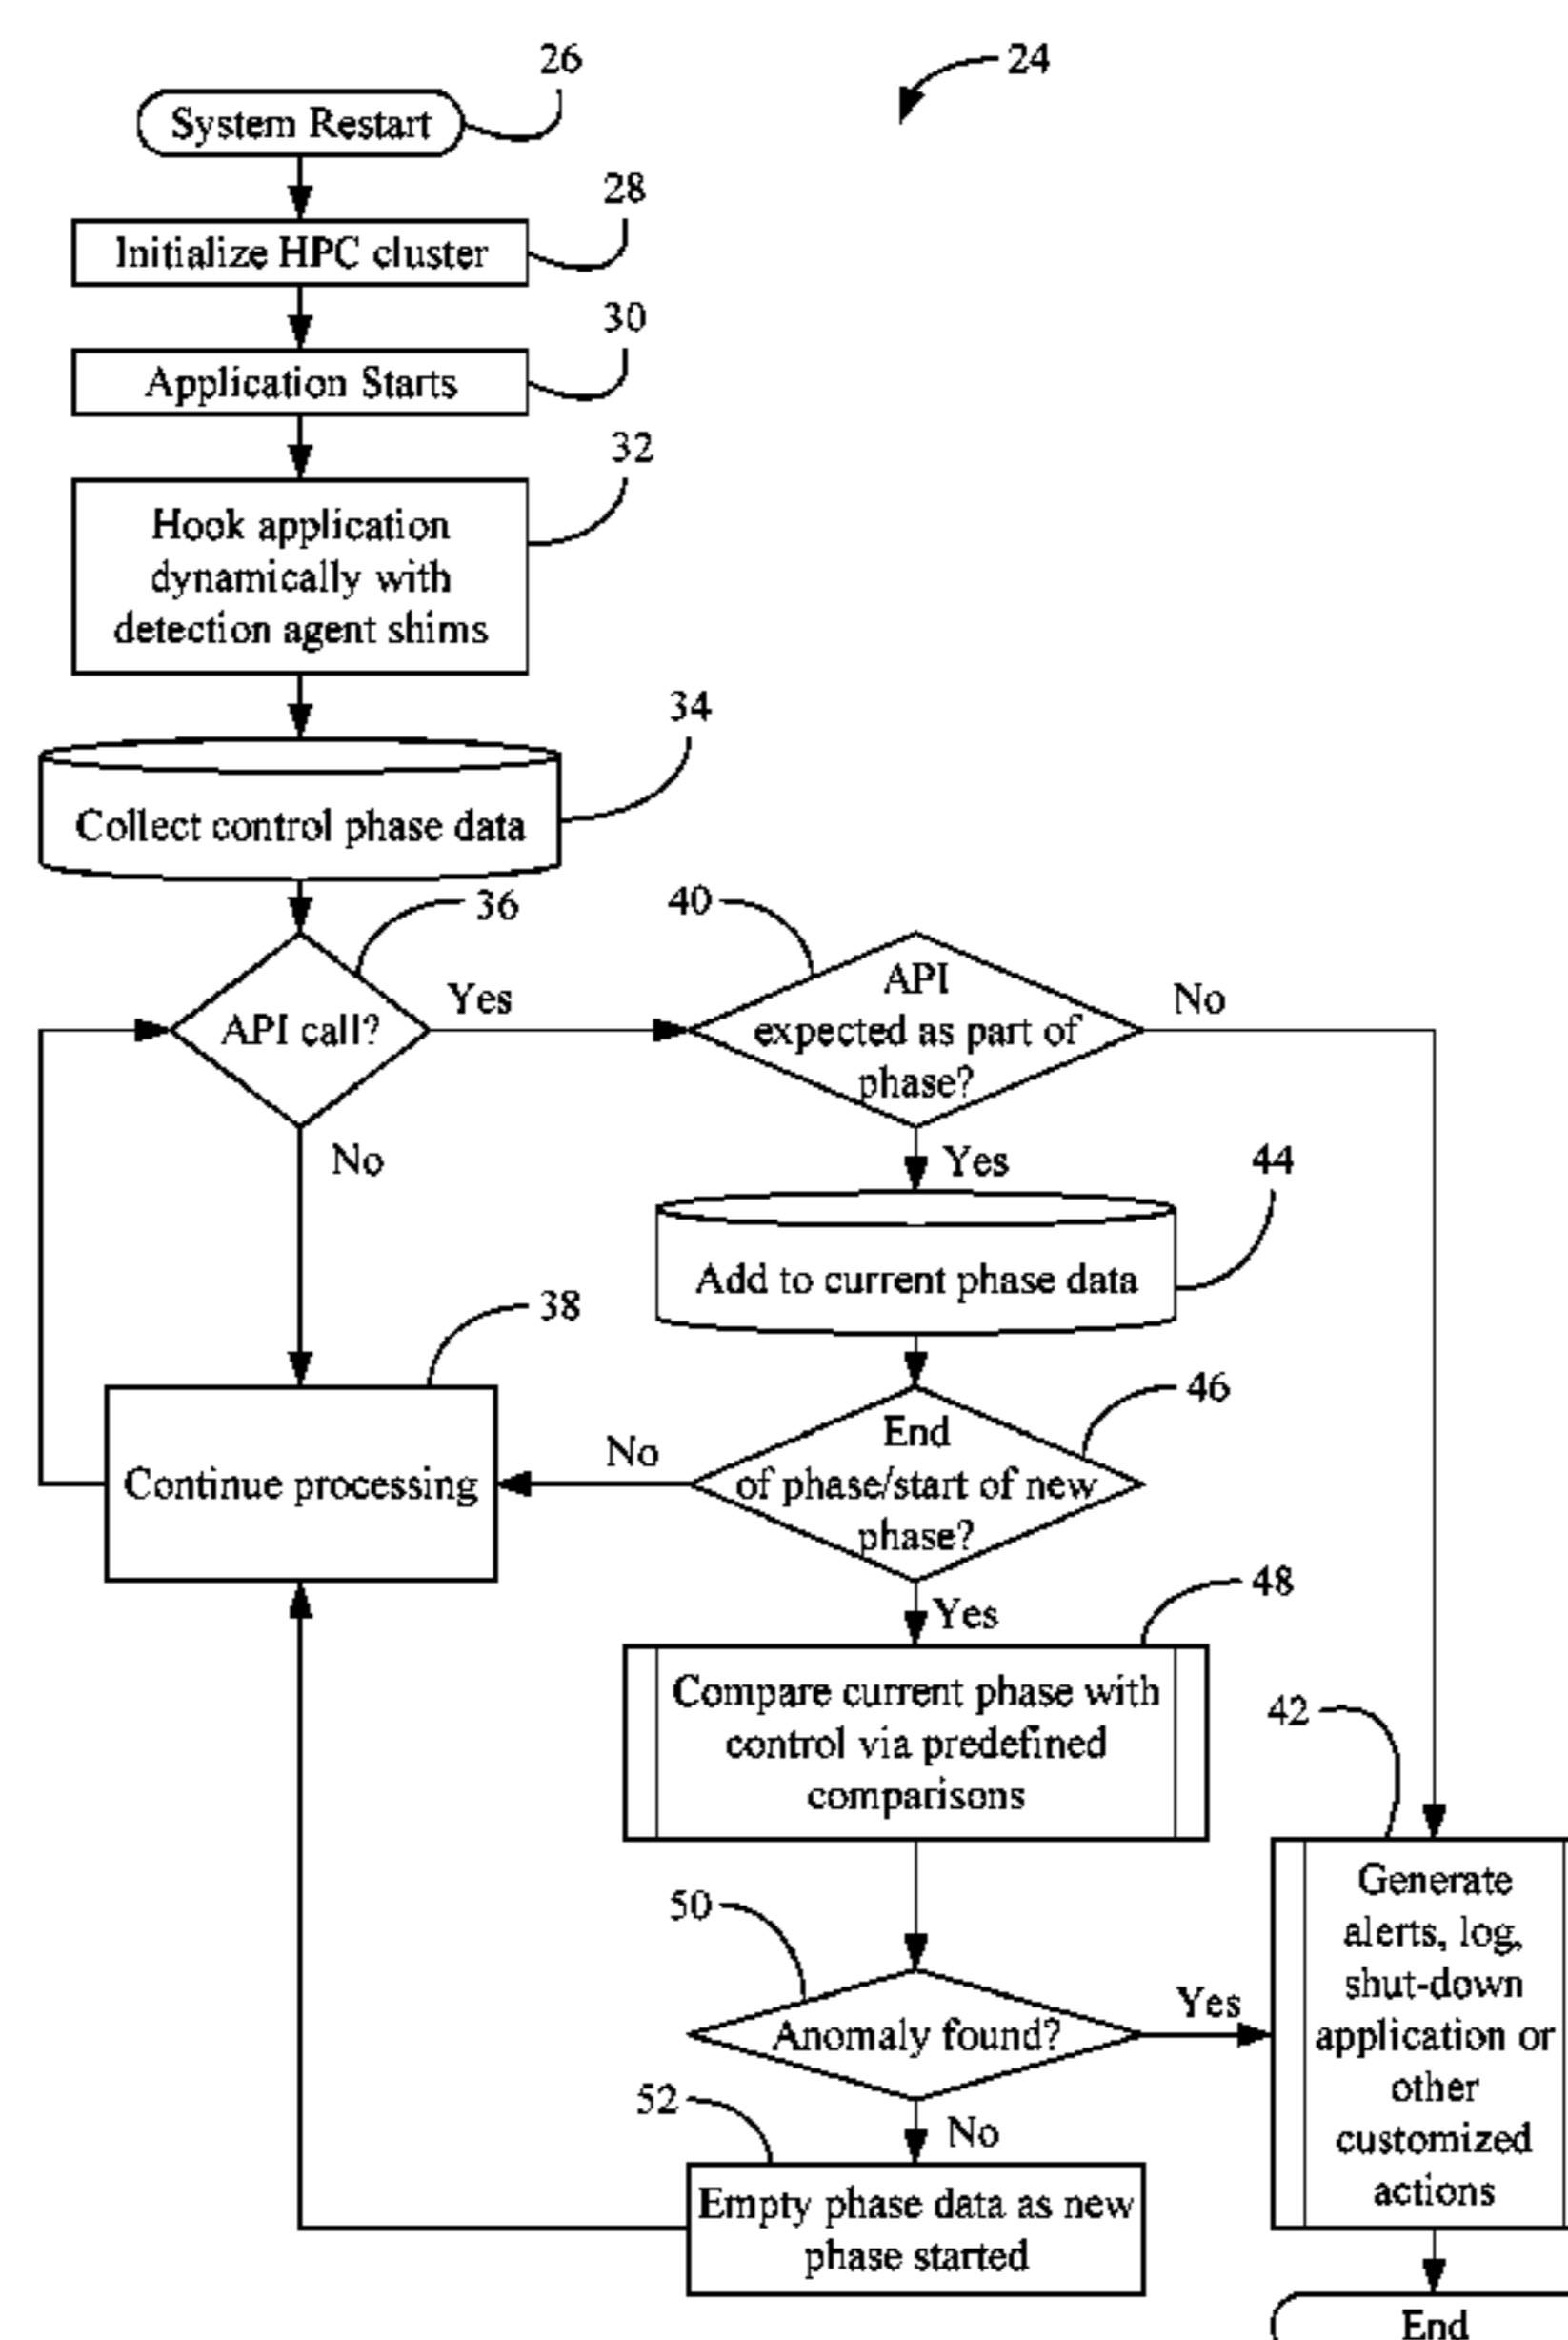 26
24
System Restart
28
Initialize HPC cluster
30
Application Starts
32
Hook application
dynamically with
detection agent shims
34
Collect control phase data
36
40
API call?
Yes
API
expected as part of
phase?
No
No
Yes
44
Add to current phase data
38
46
Continue processing
No
End
of phase/start of new
phase?
48
Yes
Compare current phase with
control via predefined
comparisons
42
Generate
alerts, log,
shut-down
application or
other
customized
actions
50
Anomaly found?
Yes
52
No
Empty phase data as new
phase started
End